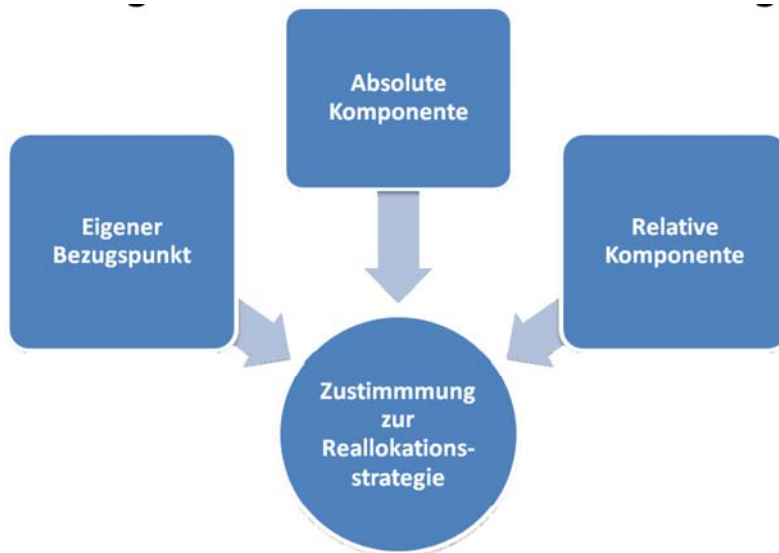 Absolute
Komponente
Eigener
Bezugspunkt
Relative
Komponente
Zustimmmung
zur
Reallokations-
strategie